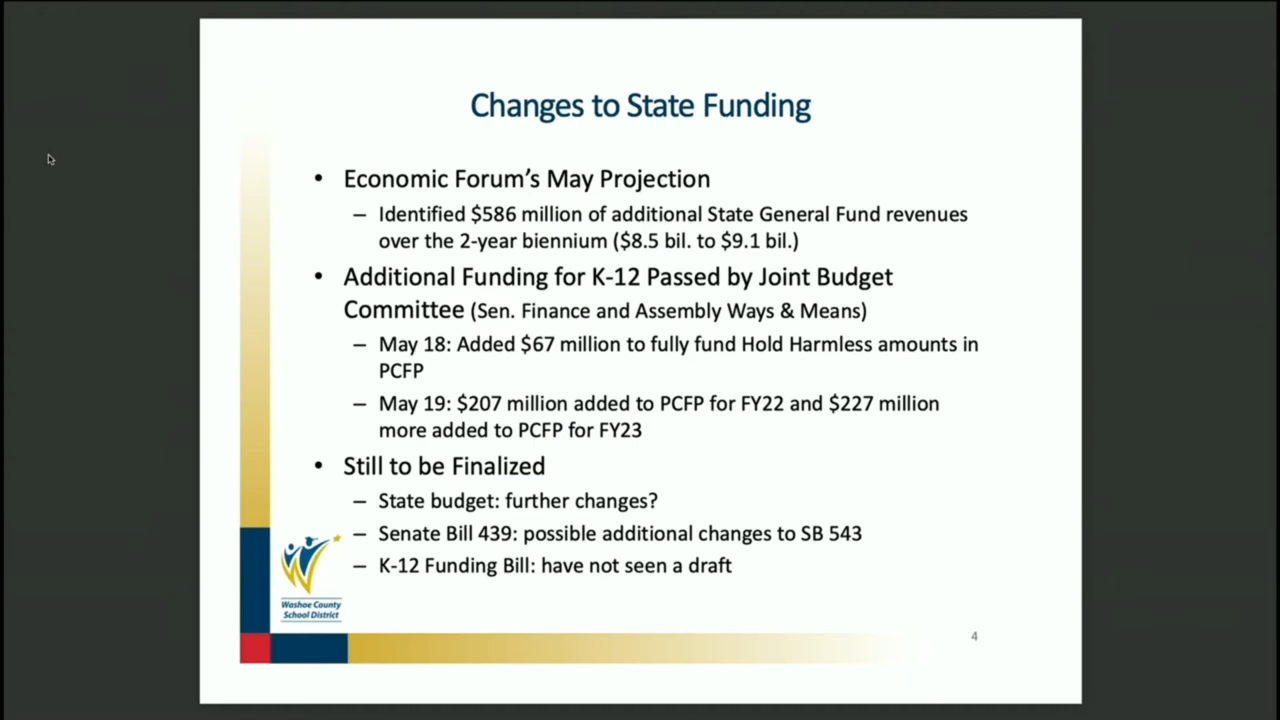 Changes to State Funding
• Economic Forum's May Projection
– Identified $586 million of additional State General Fund revenues
over the 2-year biennium ($8.5 bil. to $9.1 bil.)
• Additional Funding for K-12 Passed by Joint Budget
Committee (Sen. Finance and Assembly Ways & Means)
– May 18: Added $67 million to fully fund Hold Harmless amounts in
PCFP
– May 19: $207 million added to PCFP for FY22 and $227 million
more added to PCFP for FY23
• Still to be Finalized
– State budget: further changes?
– Senate Bill 439: possible additional changes to SB 543
– K-12 Funding Bill: have not seen a draft
Washoe County
School District
4